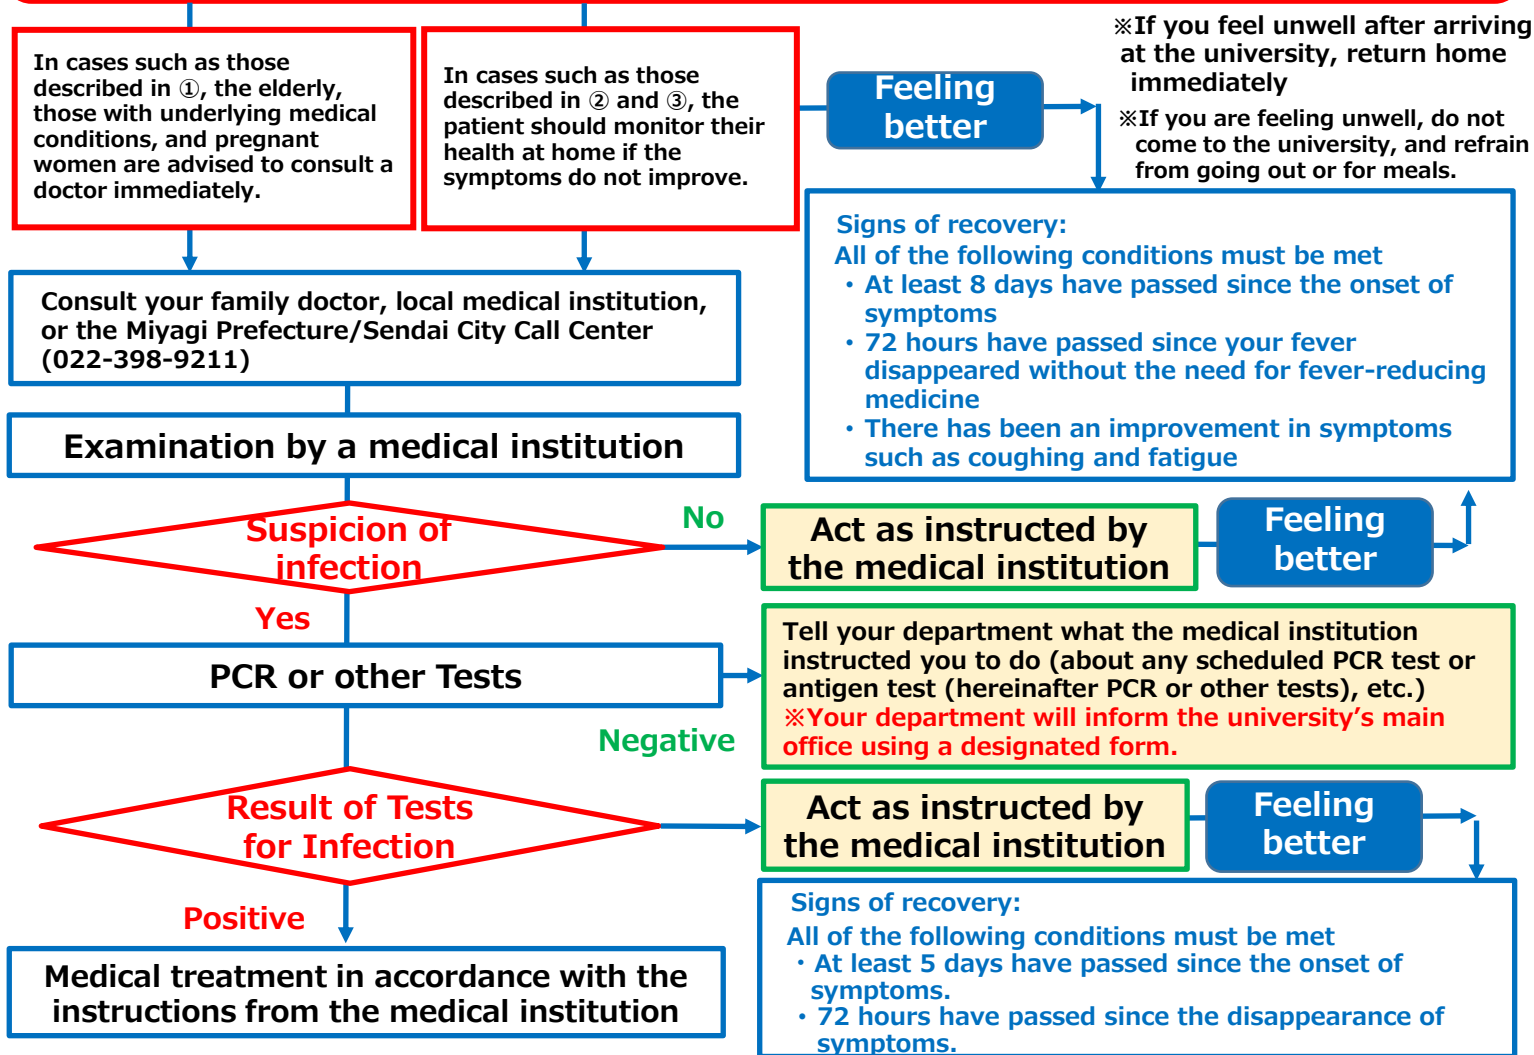 In cases such as those
described in ①, the elderly,
those with underlying medical
conditions, and pregnant
women are advised to consult a
doctor immediately.
In cases such as those
described in ② and ③, the
patient should monitor their
health at home if the
symptoms do not improve.
Feeling
better
※If you feel unwell after arriving
at the university, return home
immediately
※If you are feeling unwell, do not
come to the university, and refrain
from going out or for meals.
Signs of recovery:
All of the following conditions must be met
・At least 8 days have passed since the onset of
symptoms
・72 hours have passed since your fever
disappeared without the need for fever-reducing
medicine
・There has been an improvement in symptoms
such as coughing and fatigue
Consult your family doctor, local medical institution,
or the Miyagi Prefecture/Sendai City Call Center
(022-398-9211)
Examination by a medical institution
Suspicion of
infection
No
Act as instructed by
the medical institution
Feeling
better
Yes
PCR or other Tests
Tell your department what the medical institution
instructed you to do (about any scheduled PCR test or
antigen test (hereinafter PCR or other tests), etc.)
※Your department will inform the university's main
office using a designated form.
Negative
Result of Tests
for Infection
Act as instructed by
the medical institution
Feeling
better
Positive
Medical treatment in accordance with the
instructions from the medical institution
Signs of recovery:
All of the following conditions must be met
・At least 5 days have passed since the onset of
symptoms.
・72 hours have passed since the disappearance of
symptoms.